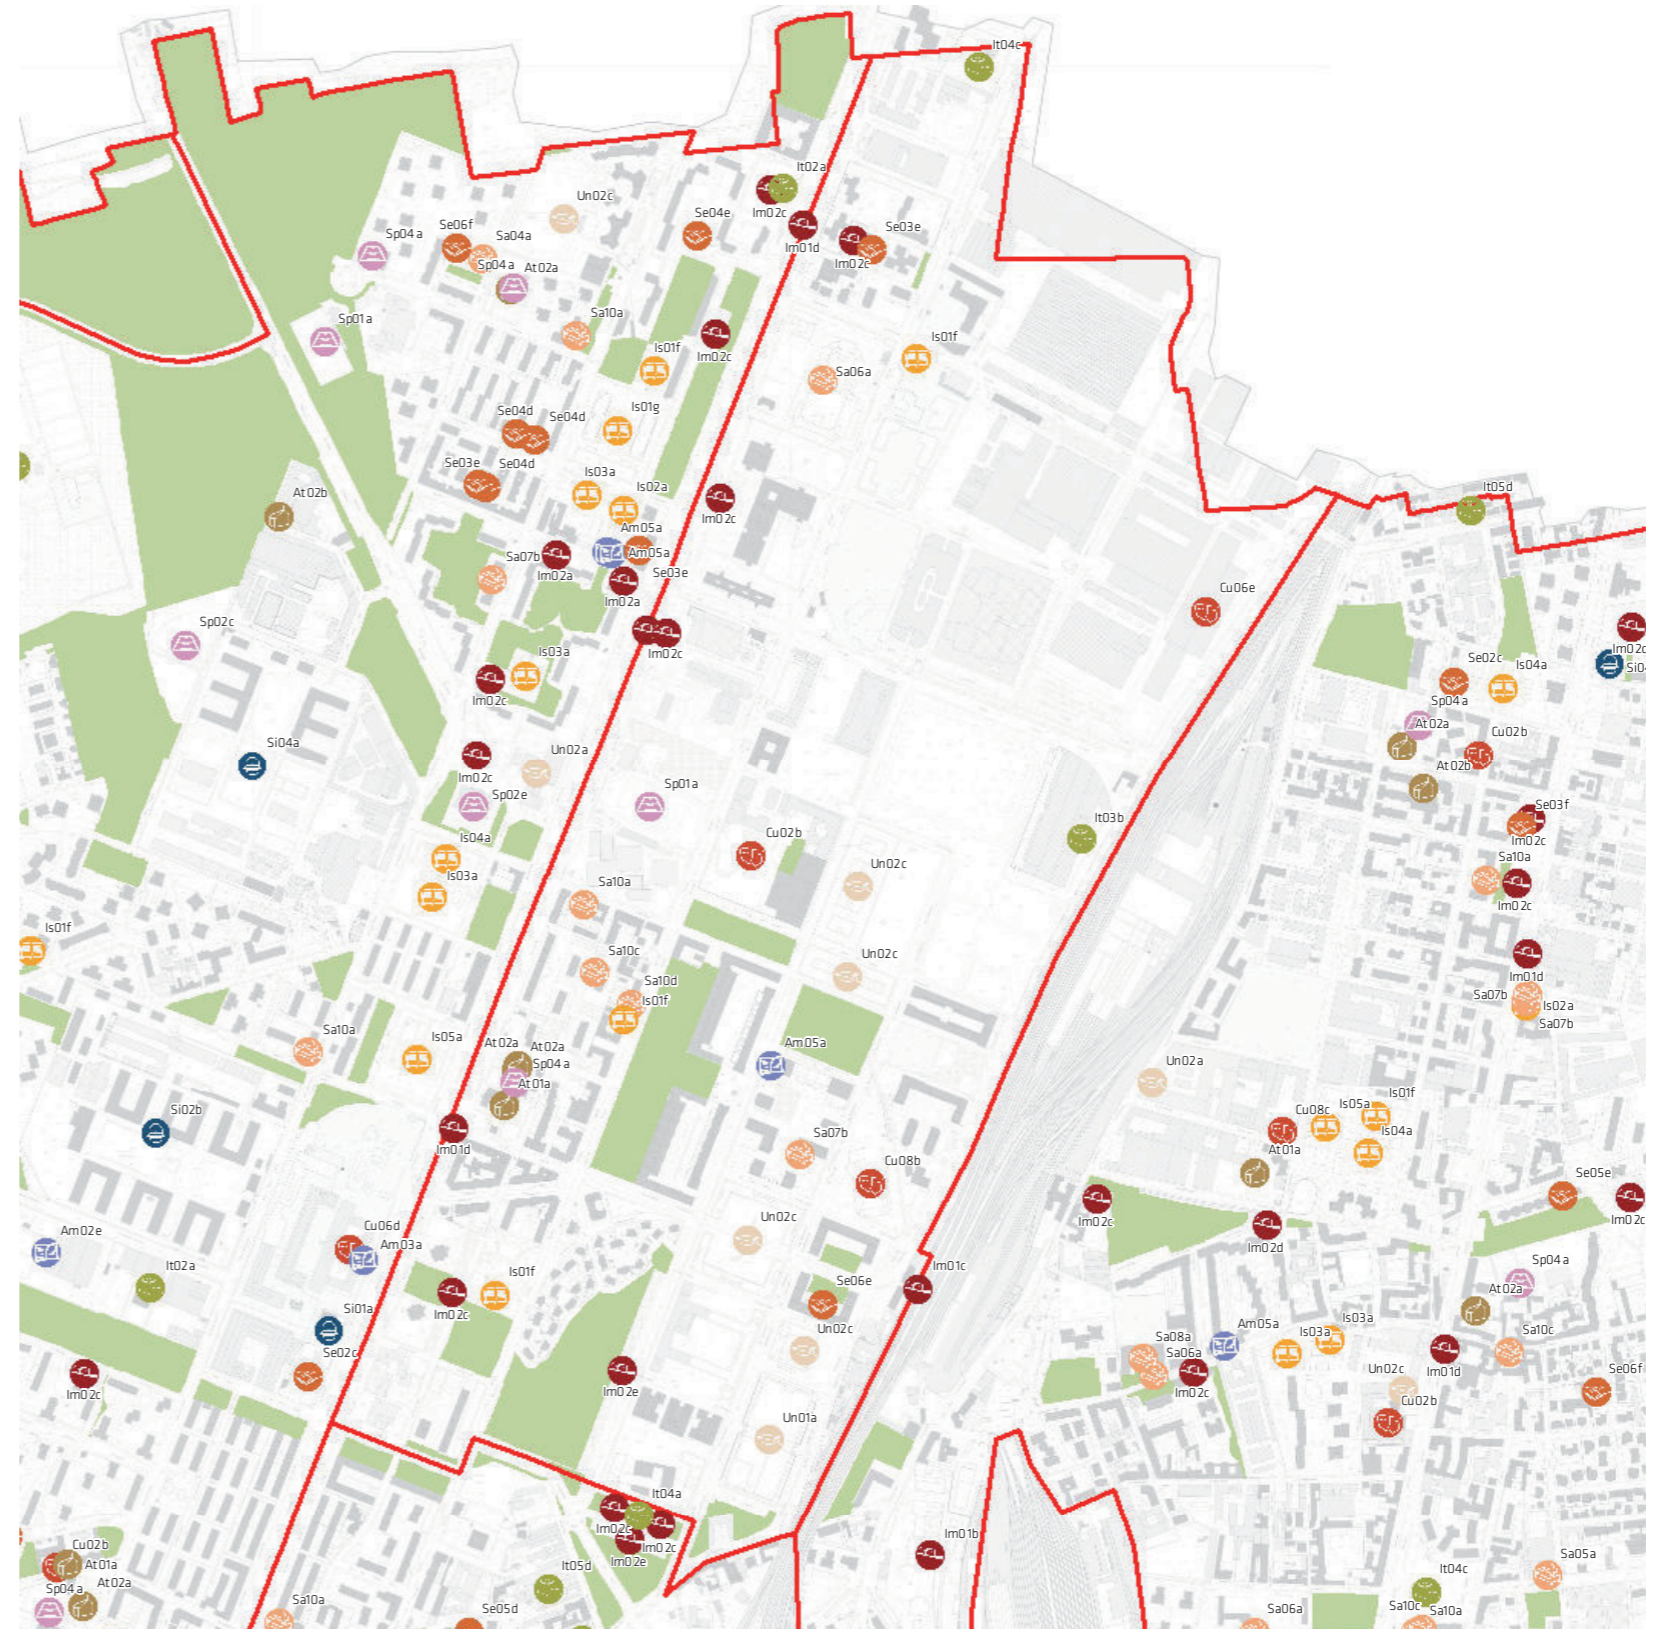 It04c
It02a
Un02c
Im02c
Se04e
Se06f
Sa04a
Sp04a
Se03e
Im01d
Im02c
Sp04a
At02a
Sa10a
Sp01a
Is01f
Im02c
Is01f
Sa06a
Se04d
Se04d
Is01g
Se03e
Se04d
Is03a
Is02a
At02b
Im02c
It05d
Am05a
Sa07b
Am05a
Im02a
Se03e
Im02a
Cu06e
Sp02c
Is03a
Im02c
Im02c
Se02c
Is04a
Im02c
Sp04a
At02a
Im02c
Si04a
Un02a
Cu02b
Im02c
At02b
Sp02e
Sp01a
Se03f
It03b
Cu02b
Im02c
Is04a
Un02c
Sa10a
Is03a
Sa10a
Im02c
Is01f
Sa10c
Un02c
Im01d
Sa10d
Is01f
Sa07b
Is02a
Sa07b
Sa10a
Is05a
At02a
At02a
Sp04a
At01a
Am05a
Un02a
Is01f
Cu08c
Is05a
Is04a
Si02b
Im01d
Sa07b
At01a
Cu08b
Se05e
Im02c
Im02c
Im02d
Am02e
Cu06d
Am03a
Un02c
It02a
Is01f
Im01c
Sp04a
Se06e
At02a
Im02c
Si01a
Un02c
Se02c
Sa08a
Sa06a
Am05a
Is03a
Is03a
Sa10c
Im02c
Im02e
Im02c
Un02c
Im01d
Se06f
Cu02b
Un01a
It04a
Im02c
Im02c
Im02e
Im01b
Cu02b
At01a
At02a
Sp04a
It05d
It04c
Sa05a
Sa10a
Se05d
Sa06a
Sa10c
Sa10a